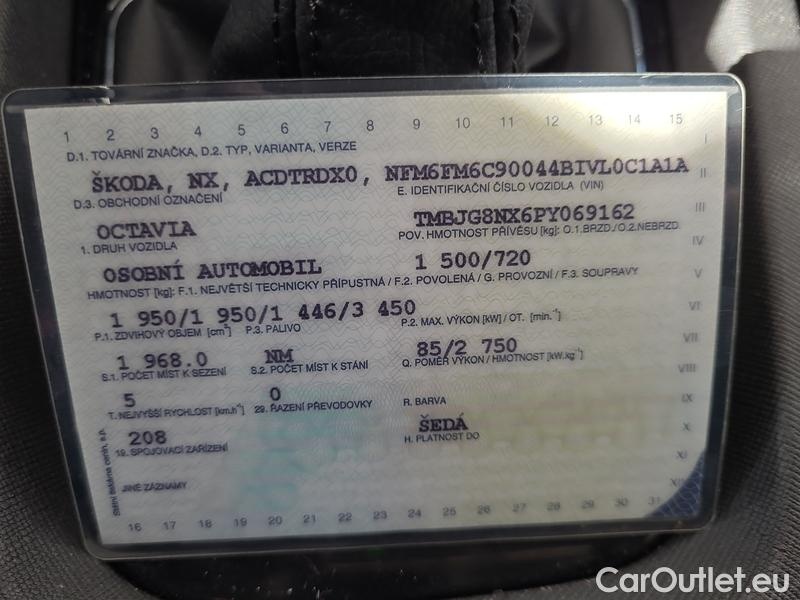 1 2 3 4 5 6 7 8 9 10 11 12 13 14 15
D.1. TOVÁRNÍ ZNAČKA, D.2. TYP, VARIANTA, VERZE
I
ŠKODA, NX, ACDTRDX0, NFM6FM6C90044BIVL0C1A1A
II
D.3. OBCHODNÍ OZNAČENÍ E. IDENTIFIKAČNÍ ČÍSLO VOZIDLA (VIN)
OCTAVIA TMBJG8NX6PY069162
III
1. DRUH VOZIDLA POV. HMOTNOST PŘÍVĚSU [kg]: O.1.BRZD./O.2.NEBRZD.
IV
OSOBNÍ AUTOMOBIL 1 500/720
HMOTNOST [kg]: F.1. NEJVĚTŠÍ TECHNICKY PŘÍPUSTNÁ / F.2. POVOLENÁ / G. PROVOZNÍ / F.3. SOUPRAVY
V
1 950/1 950/1 446/3 450
VI
P.1. ZDVIHOVÝ OBJEM [cm³] P.3. PALIVO P.2. MAX. VÝKON [kW] / OT. [min.⁻¹]
1 968.0 NM 85/2 750
VII
S.1. POČET MÍST K SEZENÍ S.2. POČET MÍST K STÁNÍ Q. POMĚR VÝKON / HMOTNOST [kW.kg⁻¹]
VIII
5 0
T. NEJVYŠŠÍ RYCHLOST [km.h⁻¹] 29. ŘAZENÍ PŘEVODOVKY R. BARVA
IX
208 ŠEDÁ
X
19. SPOJOVACÍ ZAŘÍZENÍ H. PLATNOST DO
XI
JINÉ ZÁZNAMY
XII
Státní tiskárna cenin, s.p.
16 17 18 19 20 21 22 23 24 25 26 27 28 29 30 31
CarOutlet.eu